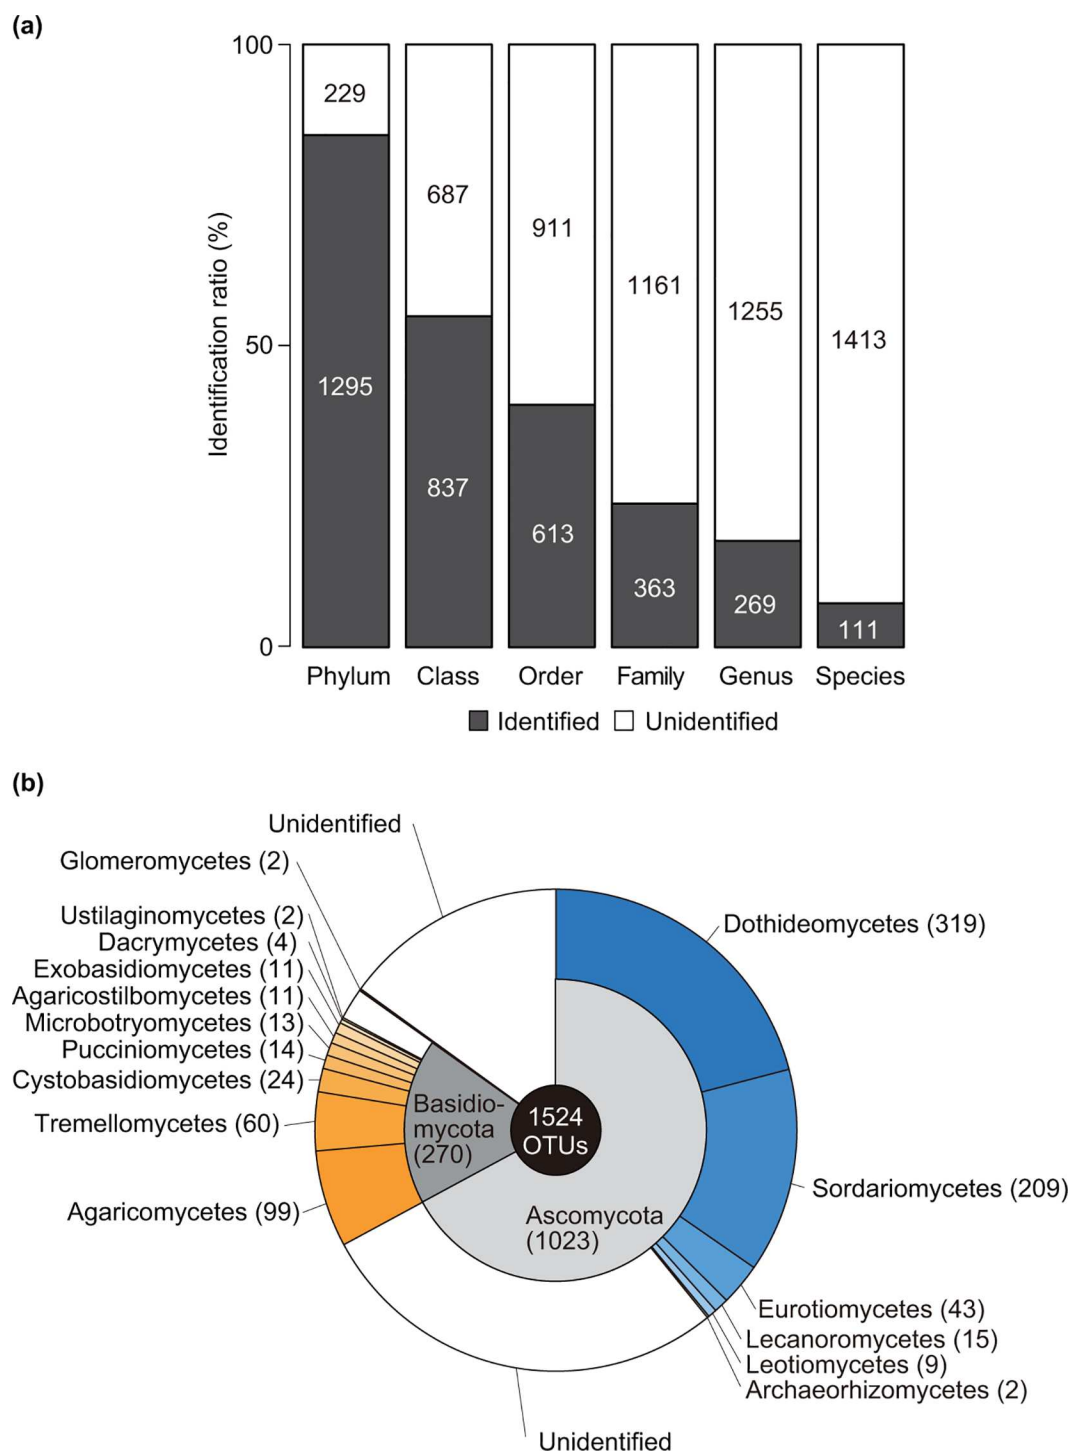 (a)
100
50
0
Identification ratio (%)
229
1295
687
837
911
613
1161
363
1255
269
1413
111
Phylum
Class
Order
Family
Genus
Species
Identified
Unidentified
(b)
Unidentified
Glomeromycetes (2)
Ustilaginomycetes (2)
Dacrymycetes (4)
Exobasidiomycetes (11)
Agaricostilbomycetes (11)
Microbotryomycetes (13)
Pucciniomycetes (14)
Cystobasidiomycetes (24)
Tremellomycetes (60)
Agaricomycetes (99)
Basidio-
mycota
(270)
1524
OTUs
Ascomycota
(1023)
Dothideomycetes (319)
Sordariomycetes (209)
Eurotiomycetes (43)
Lecanoromycetes (15)
Leotiomycetes (9)
Archaeorhizomycetes (2)
Unidentified